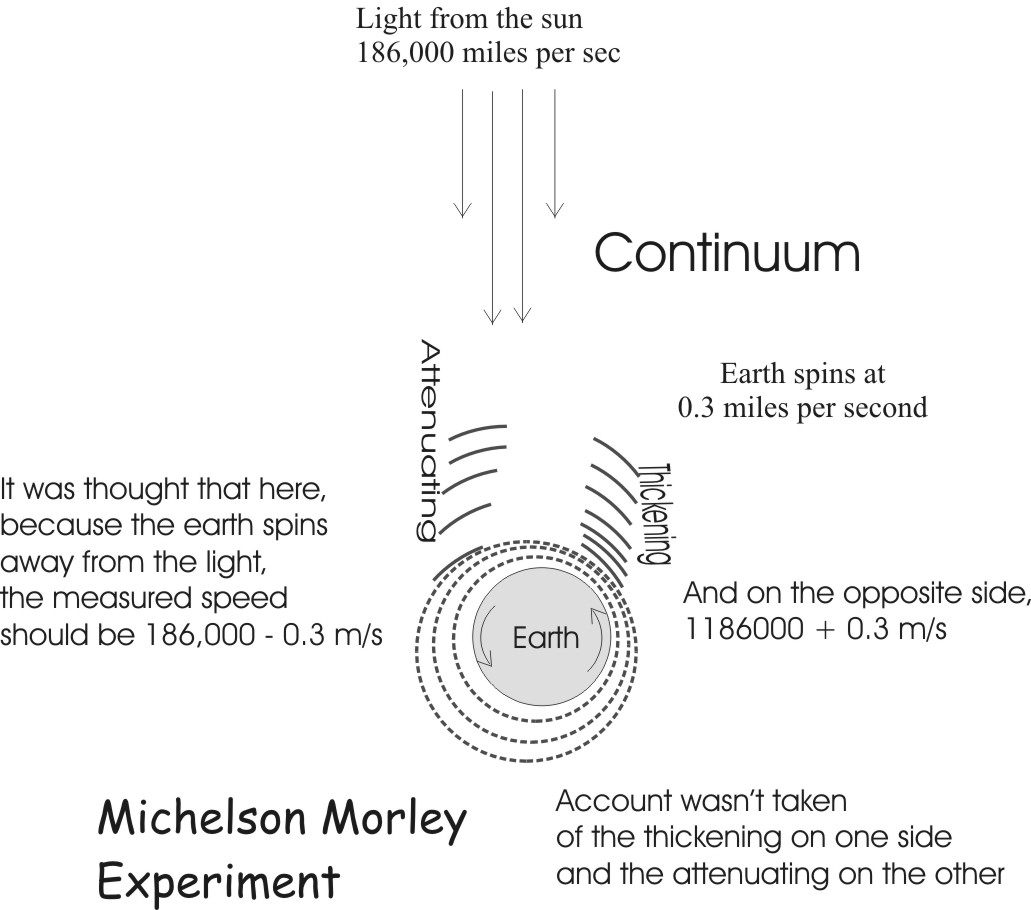 Light from the sun
186,000 miles per sec
Continuum
Attenuating
Earth spins at
0.3 miles per second
Thickening
It was thought that here,
because the earth spins
away from the light,
the measured speed
should be 186,000 - 0.3 m/s
And on the opposite side,
1186000 + 0.3 m/s
Earth
Michelson Morley
Experiment
Account wasn't taken
of the thickening on one side
and the attenuating on the other